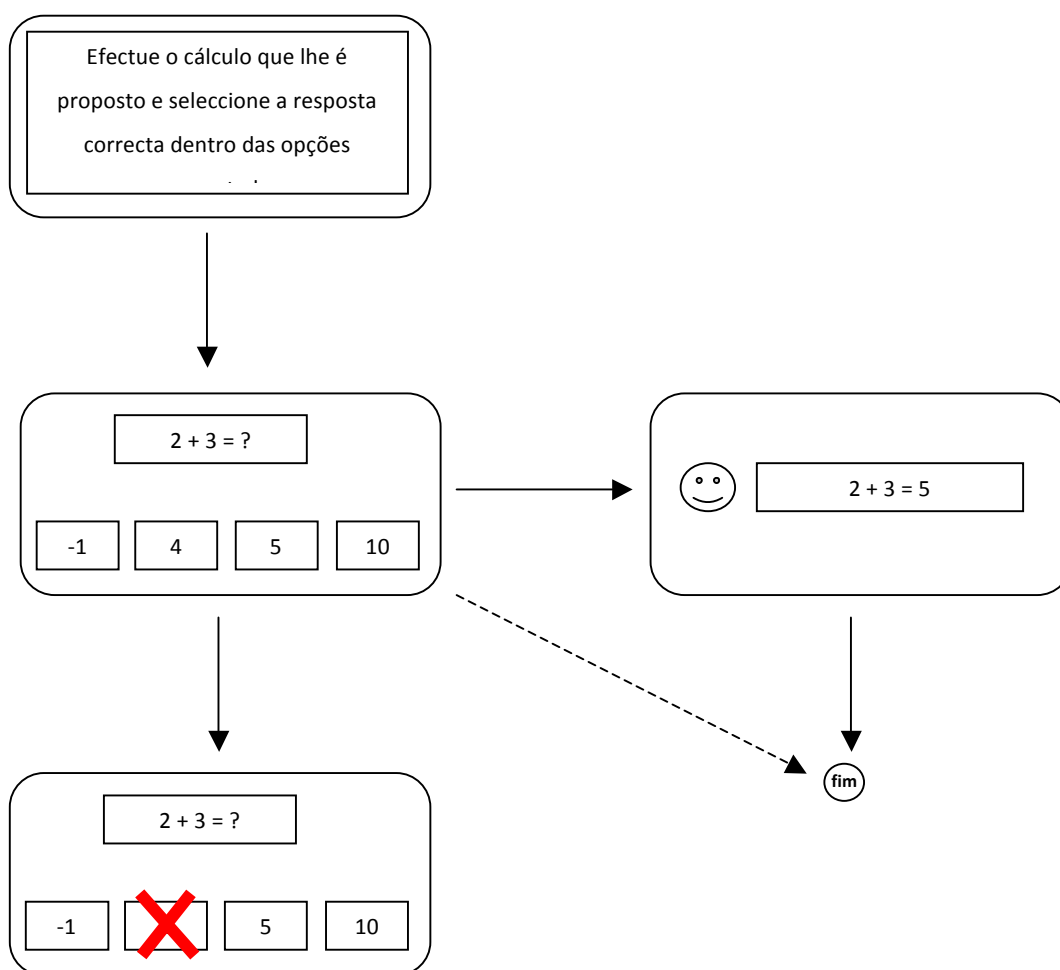 Efectue o cálculo que lhe é
proposto e seleccione a resposta
correcta dentro das opções
2 + 3 = ?
-1 4 5 10
2 + 3 = 5
fim
2 + 3 = ?
-1 5 10